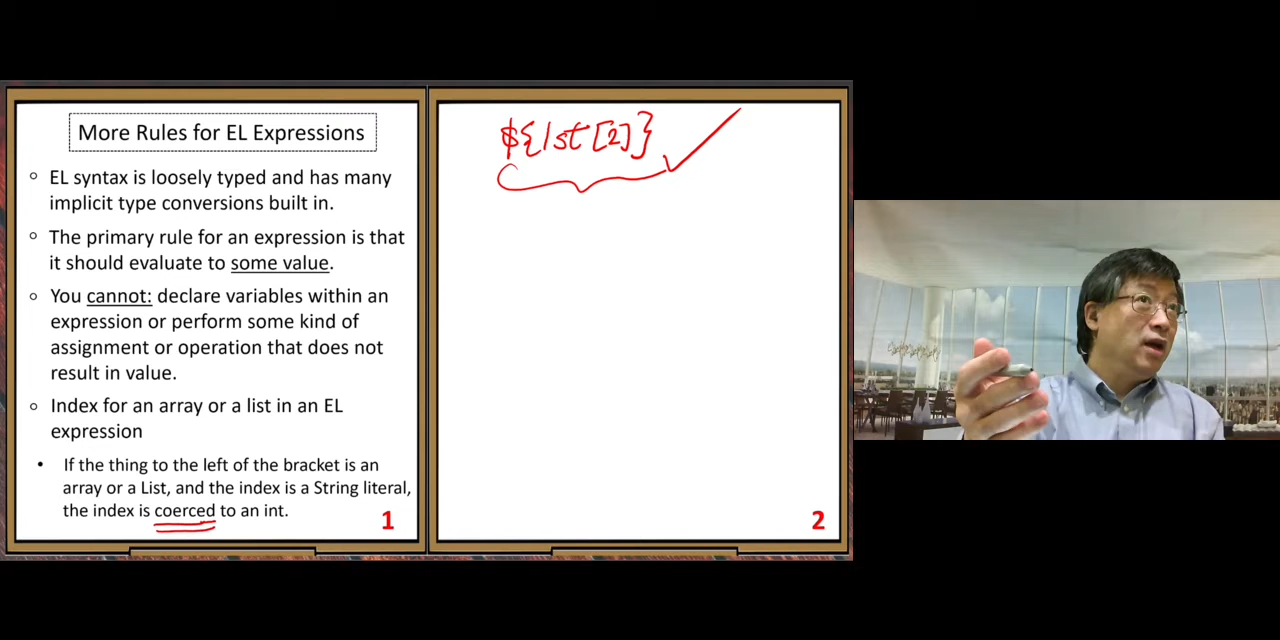 More Rules for EL Expressions
EL syntax is loosely typed and has many
implicit type conversions built in.
The primary rule for an expression is that
it should evaluate to some value.
You cannot: declare variables within an
expression or perform some kind of
assignment or operation that does not
result in value.
Index for an array or a list in an EL
expression
If the thing to the left of the bracket is an
array or a List, and the index is a String literal,
the index is coerced to an int.
1
${lst[2]}
2